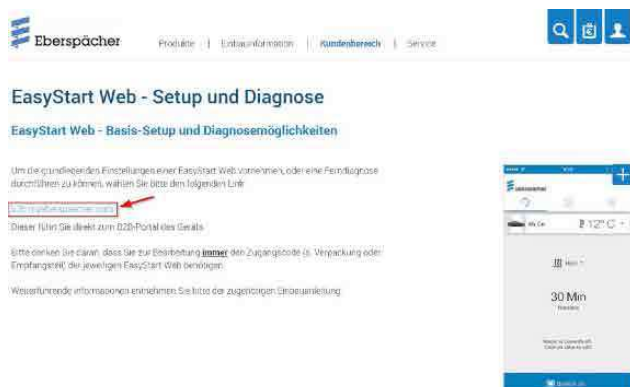 Eberspächer
Produkte | Einbauinformation | Kundenbereich | Service
EasyStart Web - Setup und Diagnose
EasyStart Web - Basis-Setup und Diagnosemöglichkeiten
Um die grundlegenden Einstellungen einer EasyStart Web vornehmen, oder eine Ferndiagnose
durchführen zu können, wählen Sie bitte den folgenden Link
Dieser führt Sie direkt zum B2B-Portal des Geräts.
Bitte denken Sie daran, dass Sie zur Bearbeitung immer den Zugangscode (s. Verpackung oder
Empfangsteil) der jeweiligen EasyStart Web benötigen.
Weiterführende Informationen entnehmen Sie bitte der zugehörigen Einbauanleitung
12°C
30 Min